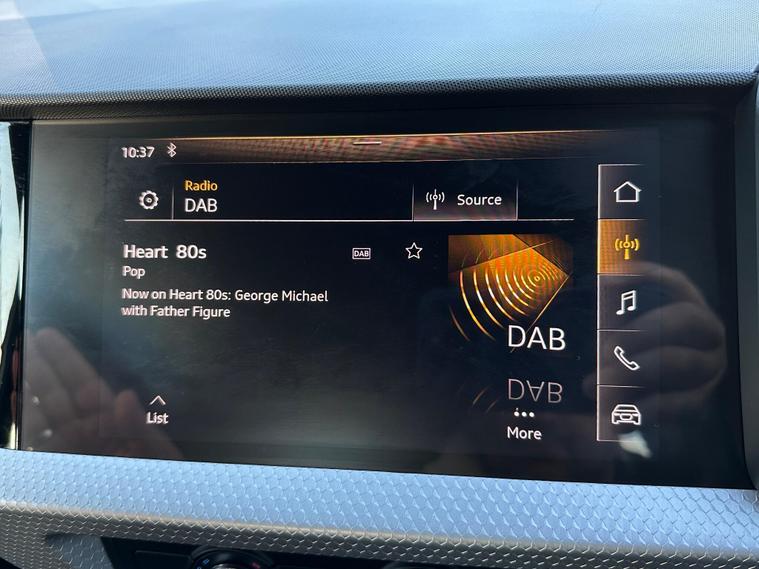 10:37
Radio
DAB
Source
Heart 80s
DAB
Pop
Now on Heart 80s: George Michael
with Father Figure
DAB
DAB
List
More